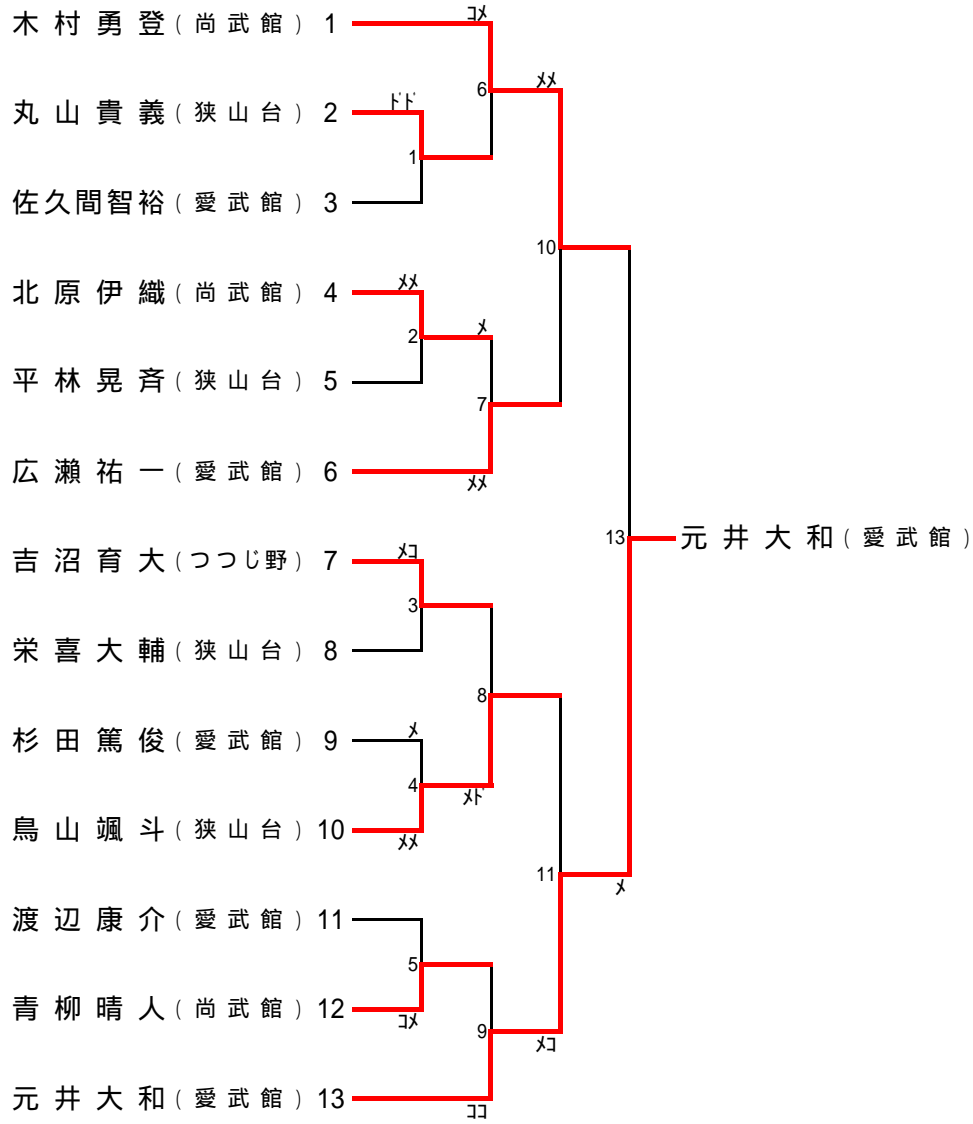 木村勇登(尚武館) 1
コメ
メメ
6
丸山貴義(狭山台) 2
ドド
1
佐久間智裕(愛武館) 3
10
北原伊織(尚武館) 4
メメ
メ
2
平林晃斉(狭山台) 5
7
広瀬祐一(愛武館) 6
メメ
吉沼育大(つつじ野) 7
メコ
13
元井大和(愛武館)
3
栄喜大輔(狭山台) 8
8
杉田篤俊(愛武館) 9
メ
4
メド
鳥山颯斗(狭山台) 10
メメ
11
メ
渡辺康介(愛武館) 11
5
青柳晴人(尚武館) 12
コメ
9
メコ
元井大和(愛武館) 13
ココ